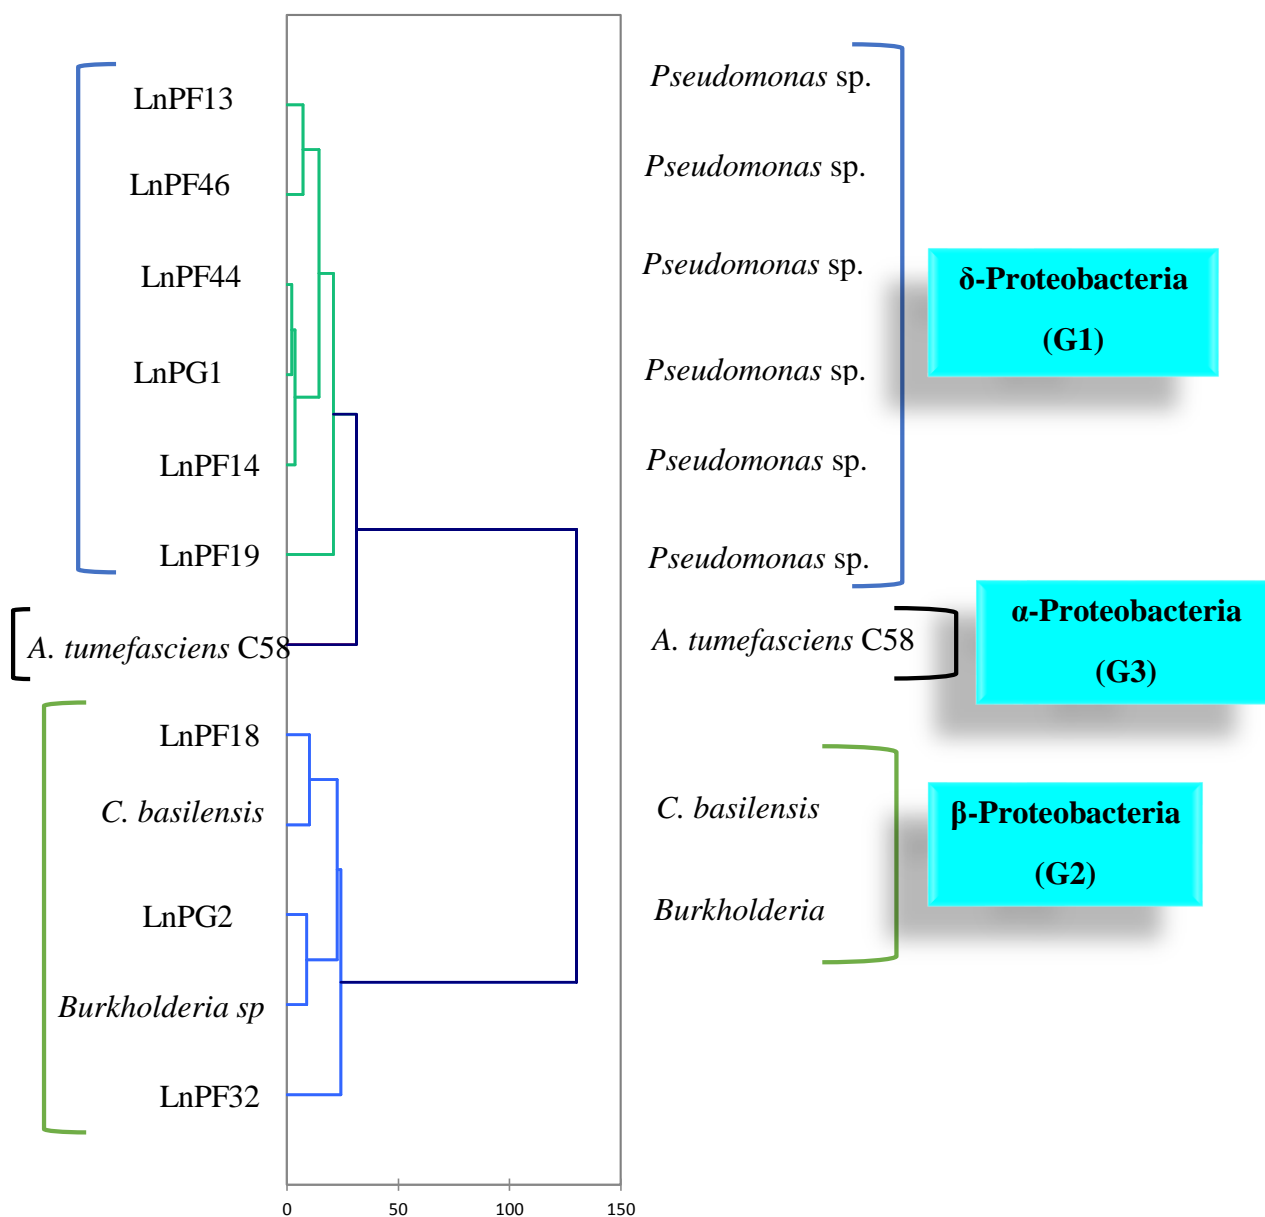 LnPF13
LnPF46
LnPF44
LnPG1
LnPF14
LnPF19
A. tumefasciens C58
LnPF18
C. basilensis
LnPG2
Burkholderia sp
LnPF32
0 50 100 150
Pseudomonas sp.
Pseudomonas sp.
Pseudomonas sp.
Pseudomonas sp.
Pseudomonas sp.
Pseudomonas sp.
A. tumefasciens C58
C. basilensis
Burkholderia
δ-Proteobacteria
(G1)
α-Proteobacteria
(G3)
β-Proteobacteria
(G2)